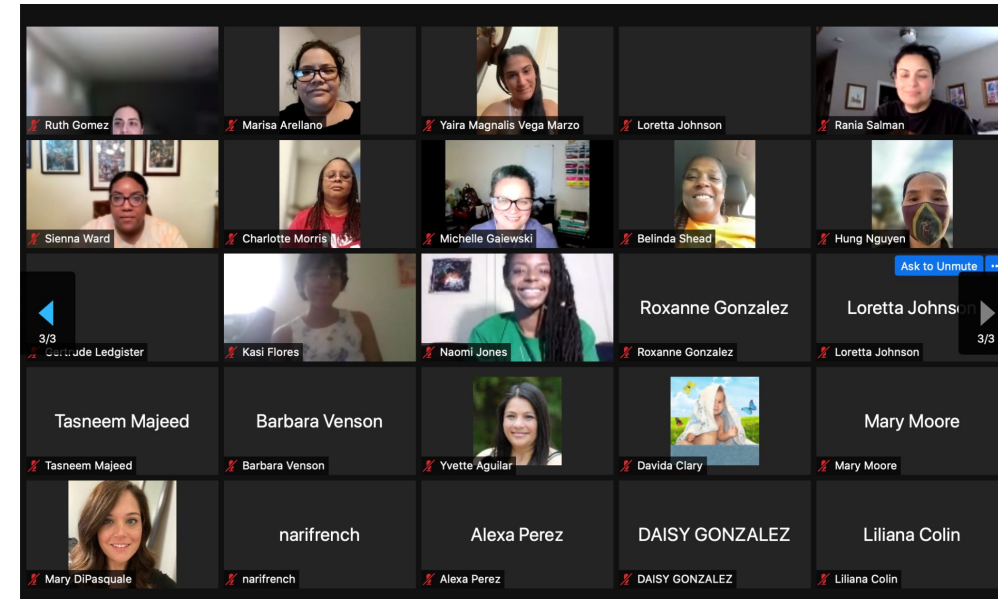 Ruth Gomez
Marisa Arellano
Yaira Magnalis Vega Marzo
Loretta Johnson
Rania Salman
Sienna Ward
Charlotte Morris
Michelle Gaiewski
Belinda Shead
Hung Nguyen
Ask to Unmute
3/3
Gertrude Ledgister
Kasi Flores
Naomi Jones
Roxanne Gonzalez
Roxanne Gonzalez
Loretta Johnson
Loretta Johnson
3/3
Tasneem Majeed
Tasneem Majeed
Barbara Venson
Barbara Venson
Yvette Aguilar
Davida Clary
Mary Moore
Mary Moore
Mary DiPasquale
narifrench
narifrench
Alexa Perez
Alexa Perez
DAISY GONZALEZ
DAISY GONZALEZ
Liliana Colin
Liliana Colin